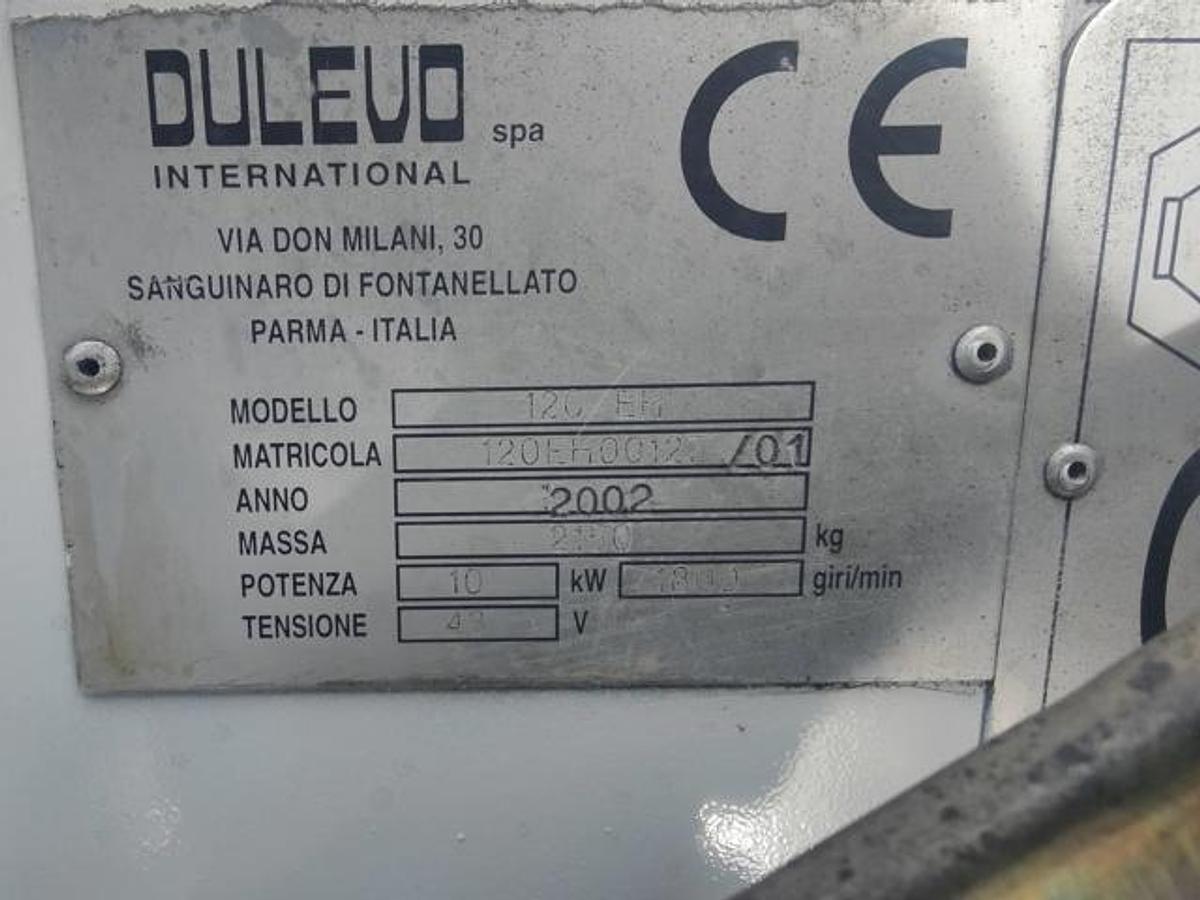 DULEVO spa
INTERNATIONAL
CE
VIA DON MILANI, 30
SANGUINARO DI FONTANELLATO
PARMA - ITALIA
MODELLO
MATRICOLA /01
ANNO 2002
MASSA kg
POTENZA 10 kW giri/min
TENSIONE V